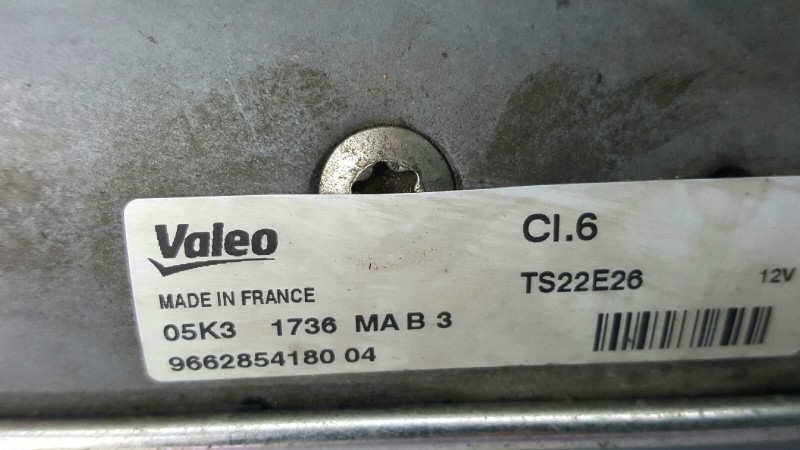 Valeo
Cl.6
MADE IN FRANCE
TS22E26
12V
05K3 1736 MA B 3
9662854180 04